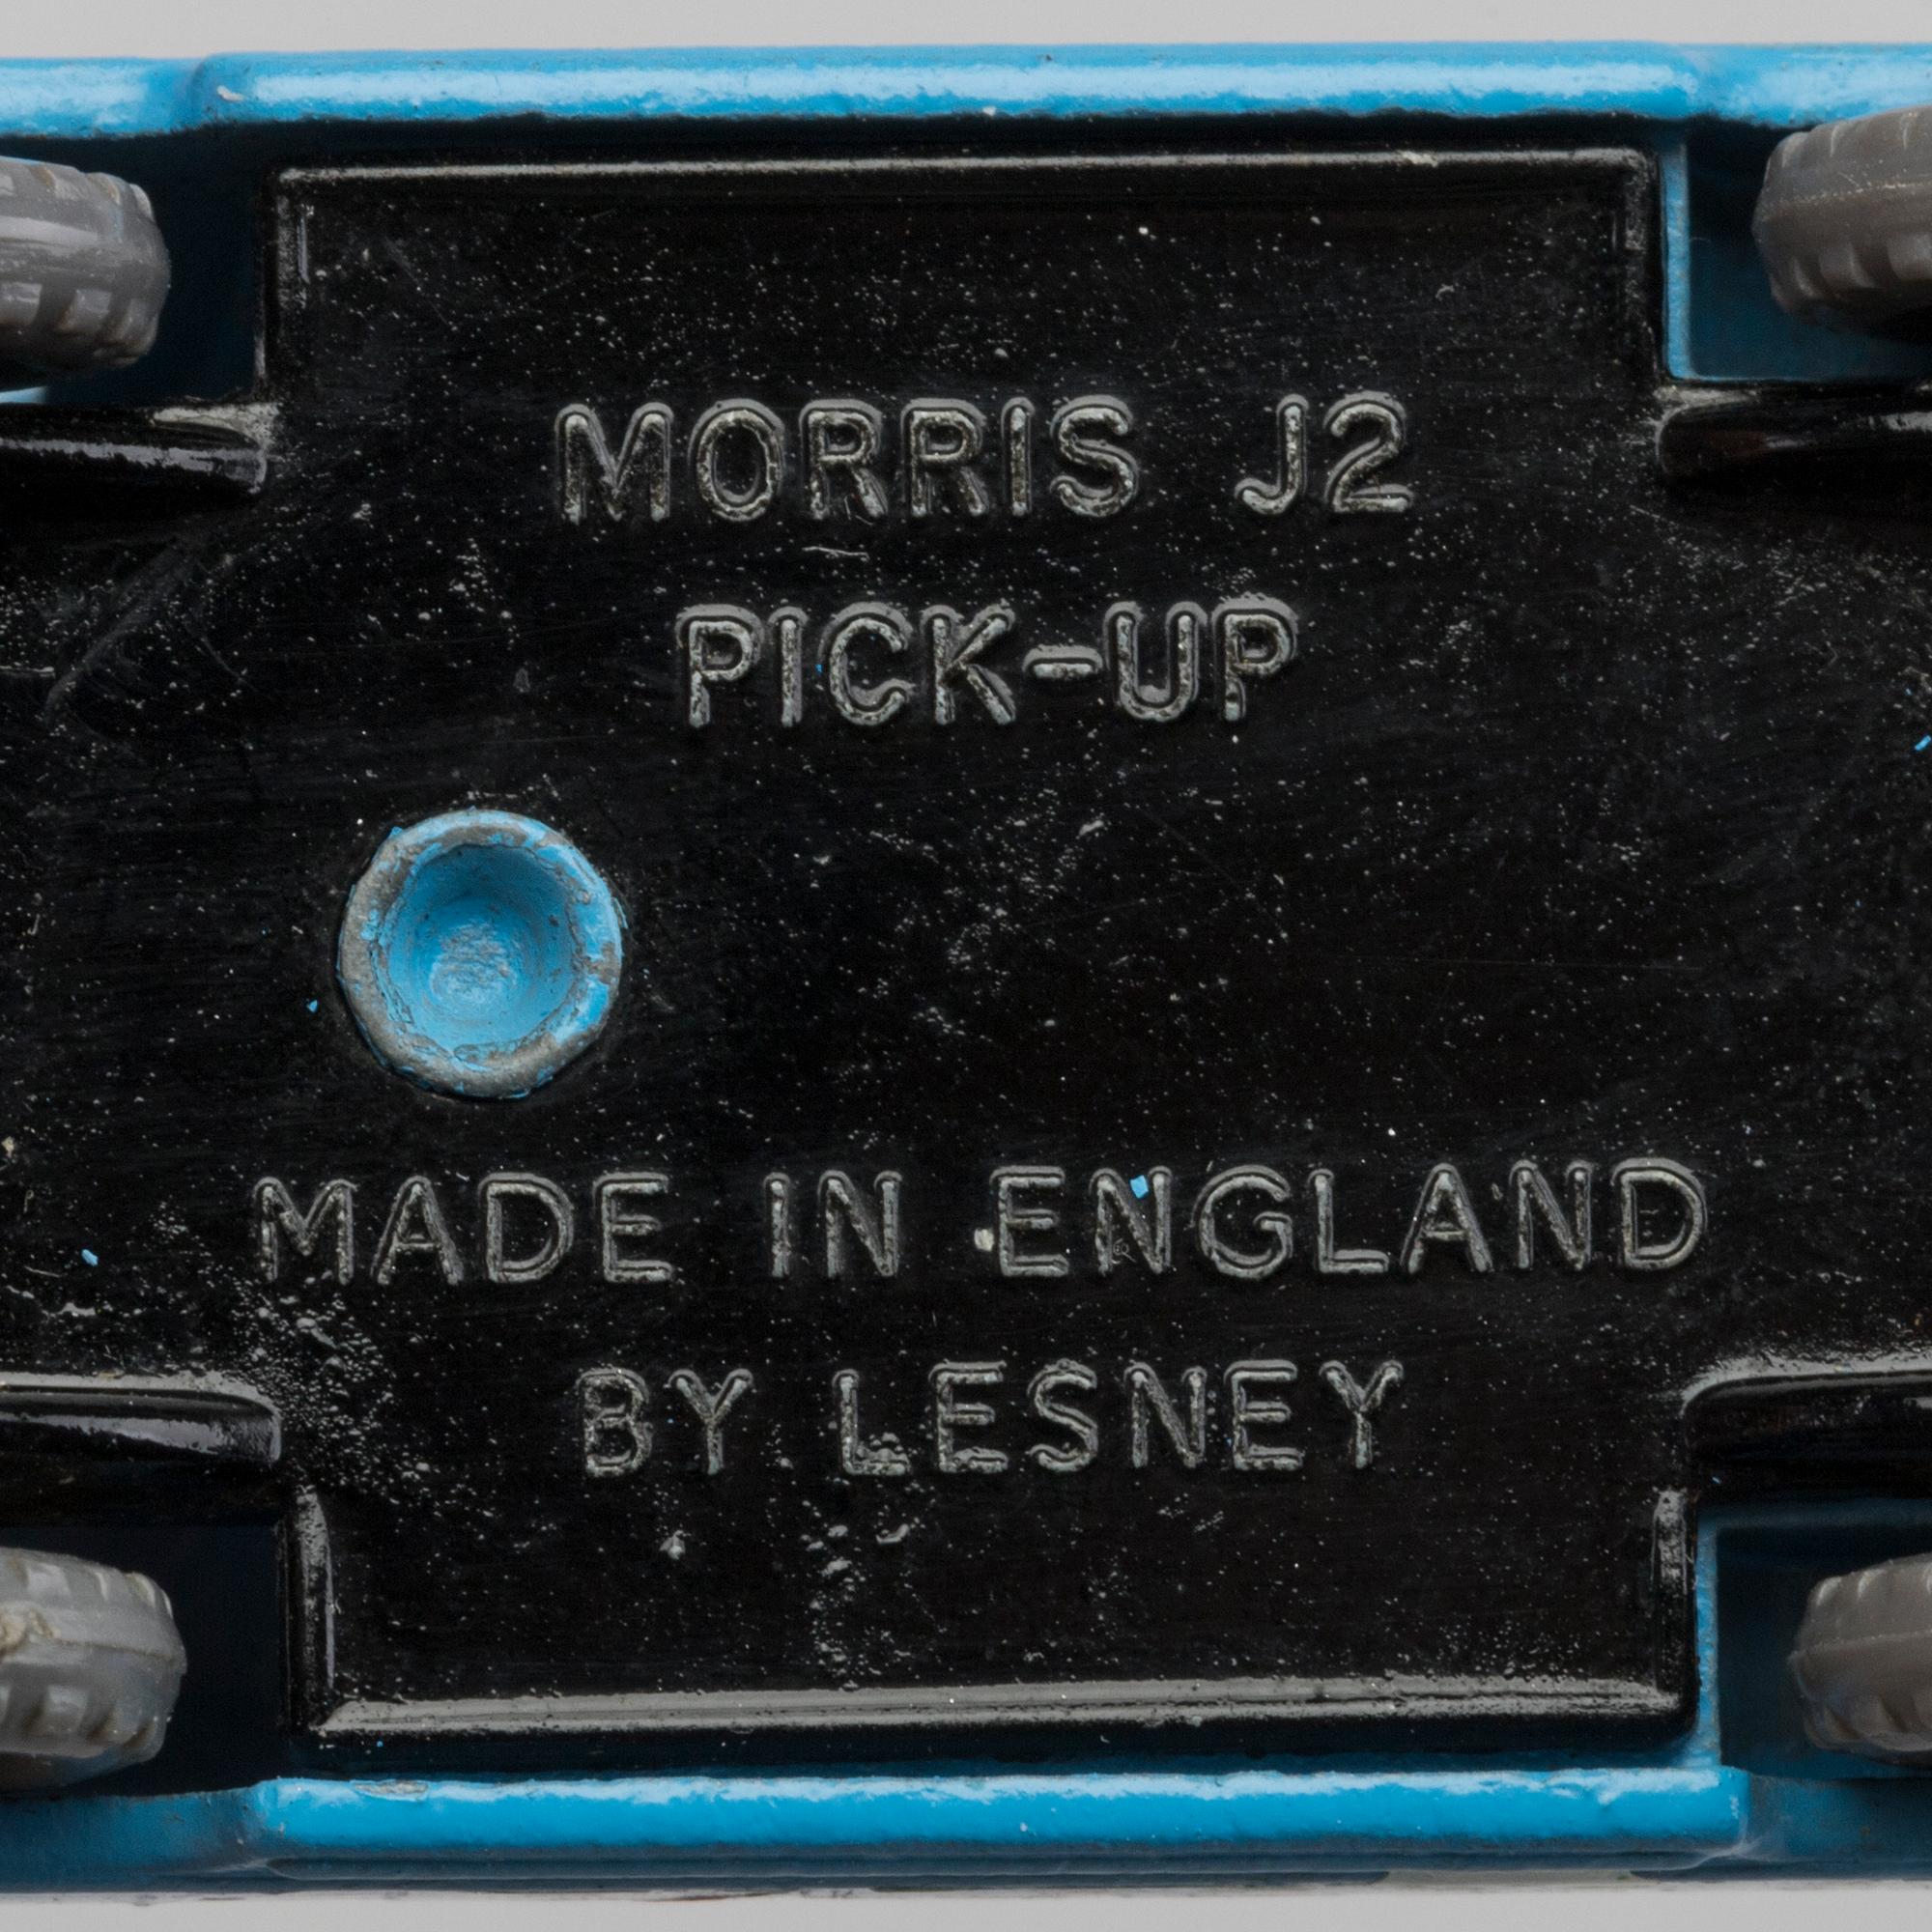 MORRIS J2
PICK-UP
MADE IN ENGLAND
BY LESNEY